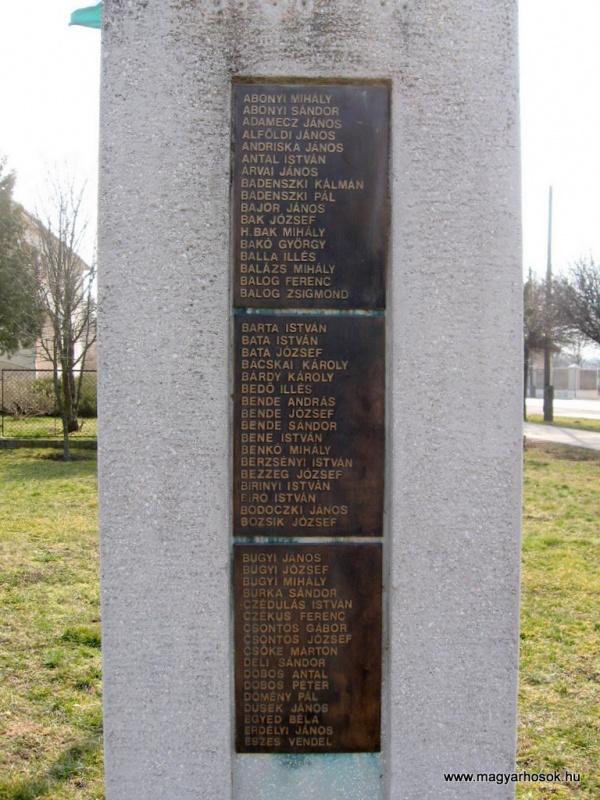 ABONYI MIHÁLY
ABONYI SÁNDOR
ADAMECZ JÁNOS
ALFÖLDI JÁNOS
ANDRISKA JÁNOS
ANTAL ISTVÁN
ÁRVAI JÁNOS
BADENSZKI KÁLMÁN
BADENSZKI PÁL
BAJOR JÁNOS
BAK JÓZSEF
H.BAK MIHÁLY
BAKÓ GYÖRGY
BALLA ILLÉS
BALÁZS MIHÁLY
BALOG FERENC
BALOG ZSIGMOND
BARTA ISTVÁN
BATA ISTVÁN
BATA JÓZSEF
BÁCSKAI KÁROLY
BÁRDY KÁROLY
BEDŐ ILLÉS
BENDE ANDRÁS
BENDE JÓZSEF
BENDE SÁNDOR
BENE ISTVÁN
BENKŐ MIHÁLY
BERZSÉNYI ISTVÁN
BEZZEG JÓZSEF
BIRINYI ISTVÁN
BIRÓ ISTVÁN
BODOCZKI JÁNOS
BOZSIK JÓZSEF
BUGYI JÁNOS
BUGYI JÓZSEF
BUGYI MIHÁLY
BURKA SÁNDOR
CZÉDULÁS ISTVÁN
CZÉKUS FERENC
CSONTOS GÁBOR
CSONTOS JÓZSEF
CSŐKE MÁRTON
DELI SÁNDOR
DOBOS ANTAL
DOBOS PÉTER
DÖMÉNY PÁL
DUSEK JÁNOS
EGYED BÉLA
ERDÉLYI JÁNOS
ESZES VENDEL
www.magyarhosok.hu